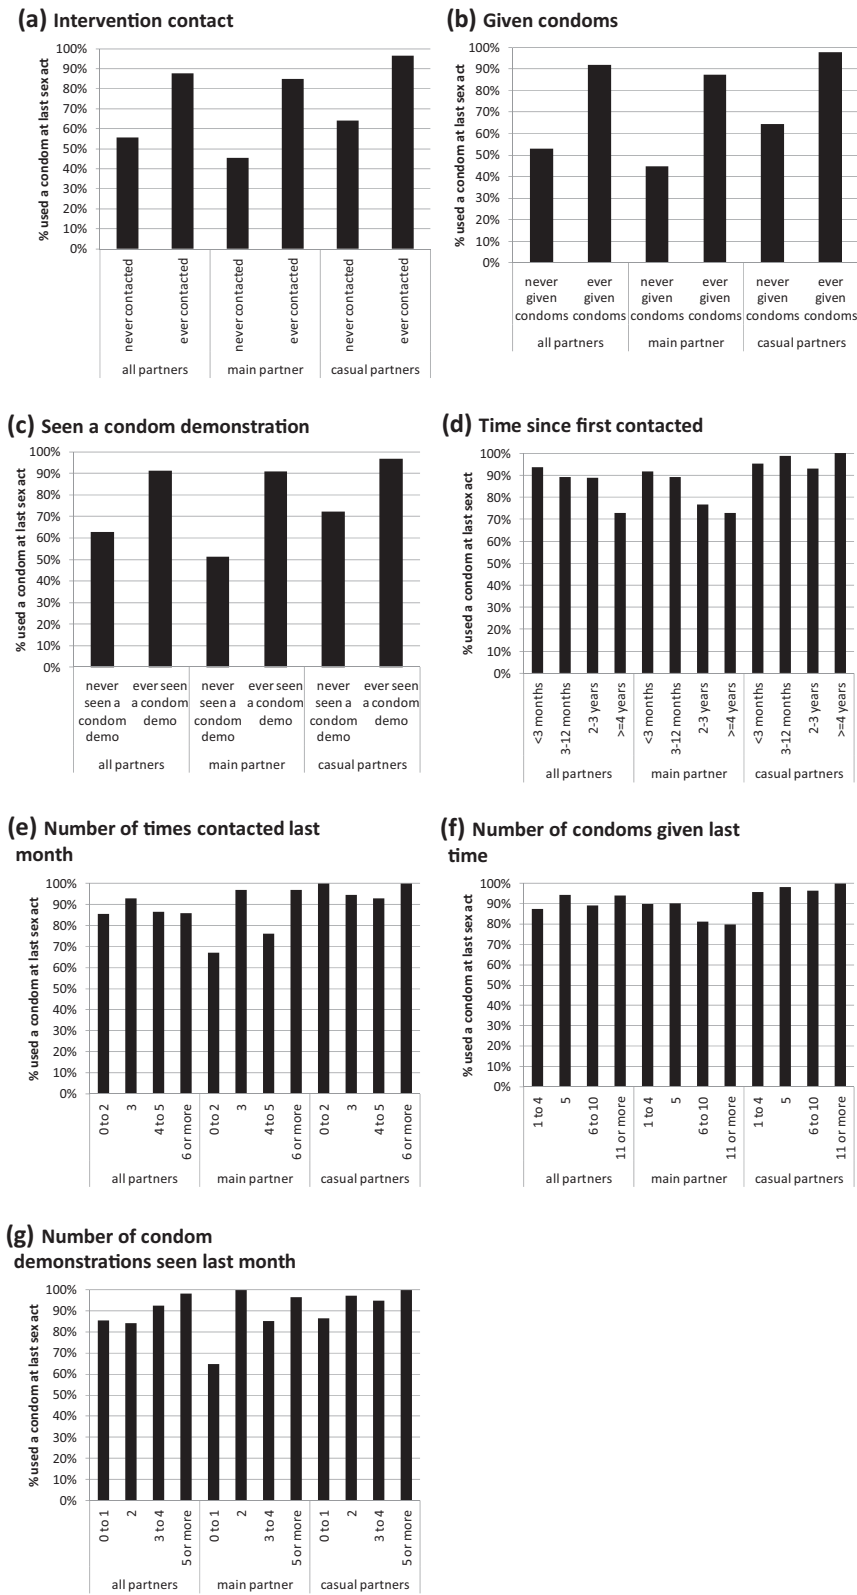 (a) Intervention contact
% used a condom at last sex act
100%
90%
80%
70%
60%
50%
40%
30%
20%
10%
0%
never contacted
ever contacted
never contacted
ever contacted
never contacted
ever contacted
all partners
main partner
casual partners
(b) Given condoms
% used a condom at last sex act
100%
90%
80%
70%
60%
50%
40%
30%
20%
10%
0%
never given condoms
ever given condoms
never given condoms
ever given condoms
never given condoms
ever given condoms
all partners
main partner
casual partners
(c) Seen a condom demonstration
% used a condom at last sex act
100%
90%
80%
70%
60%
50%
40%
30%
20%
10%
0%
never seen a condom demo
ever seen a condom demo
never seen a condom demo
ever seen a condom demo
never seen a condom demo
ever seen a condom demo
all partners
main partner
casual partners
(d) Time since first contacted
% used a condom at last sex act
100%
90%
80%
70%
60%
50%
40%
30%
20%
10%
0%
<3 months
3-12 months
2-3 years
>=4 years
<3 months
3-12 months
2-3 years
>=4 years
<3 months
3-12 months
2-3 years
>=4 years
all partners
main partner
casual partners
(e) Number of times contacted last
month
% used a condom at last sex act
100%
90%
80%
70%
60%
50%
40%
30%
20%
10%
0%
0 to 2
3
4 to 5
6 or more
0 to 2
3
4 to 5
6 or more
0 to 2
3
4 to 5
6 or more
all partners
main partner
casual partners
(f) Number of condoms given last
time
% used a condom at last sex act
100%
90%
80%
70%
60%
50%
40%
30%
20%
10%
0%
1 to 4
5
6 to 10
11 or more
1 to 4
5
6 to 10
11 or more
1 to 4
5
6 to 10
11 or more
all partners
main partner
casual partners
(g) Number of condom
demonstrations seen last month
% used a condom at last sex act
100%
90%
80%
70%
60%
50%
40%
30%
20%
10%
0%
0 to 1
2
3 to 4
5 or more
0 to 1
2
3 to 4
5 or more
0 to 1
2
3 to 4
5 or more
all partners
main partner
casual partners